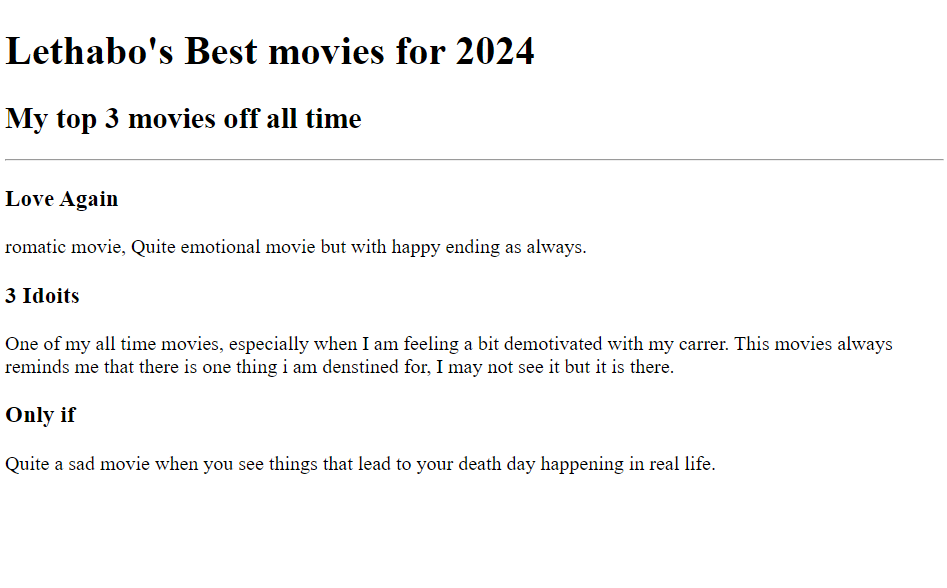 Lethabo's Best movies for 2024
My top 3 movies off all time
Love Again
romatic movie, Quite emotional movie but with happy ending as always.
3 Idoits
One of my all time movies, especially when I am feeling a bit demotivated with my carrer. This movies always
reminds me that there is one thing i am denstined for, I may not see it but it is there.
Only if
Quite a sad movie when you see things that lead to your death day happening in real life.